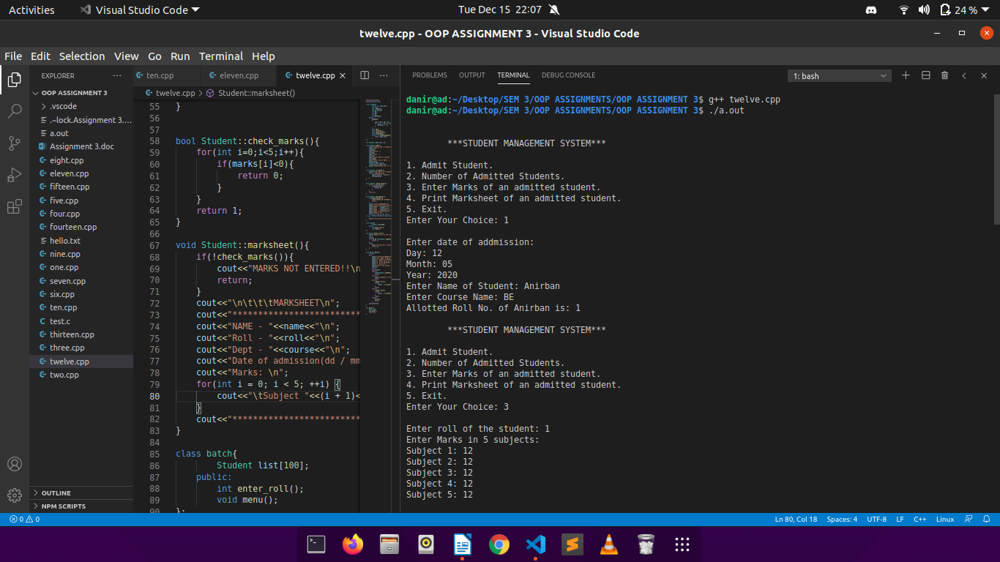 Activities Visual Studio Code Tue Dec 15 22:07 24 %
twelve.cpp - OOP ASSIGNMENT 3 - Visual Studio Code
File Edit Selection View Go Run Terminal Help
EXPLORER
OOP ASSIGNMENT 3
.vscode
.~lock.Assignment 3....
a.out
Assignment 3.doc
eight.cpp
eleven.cpp
fifteen.cpp
five.cpp
four.cpp
fourteen.cpp
hello.txt
nine.cpp
one.cpp
seven.cpp
six.cpp
ten.cpp
test.c
thirteen.cpp
three.cpp
twelve.cpp
two.cpp
OUTLINE
NPM SCRIPTS
ten.cpp eleven.cpp twelve.cpp
twelve.cpp > Student::marksheet()
55 }
56
57
58 bool Student::check_marks(){
59 for(int i=0;i<5;i++){
60 if(marks[i]<0){
61 return 0;
62 }
63 }
64 return 1;
65 }
66
67 void Student::marksheet(){
68 if(!check_marks()){
69 cout<<"MARKS NOT ENTERED!!\n
70 return;
71 }
72 cout<<"\n\t\t\tMARKSHEET\n";
73 cout<<"*************************
74 cout<<"NAME - "<<name<<"\n";
75 cout<<"Roll - "<<roll<<"\n";
76 cout<<"Dept - "<<course<<"\n";
77 cout<<"Date of admission(dd / mm
78 cout<<"Marks: \n";
79 for(int i = 0; i < 5; ++i) {
80 cout<<"\tSubject "<<(i + 1)<
81 }
82 cout<<"*************************
83 }
84
85 class batch{
86 Student list[100];
87 public:
88 int enter_roll();
89 void menu();
90 };
PROBLEMS OUTPUT TERMINAL DEBUG CONSOLE 1: bash
danir@ad:~/Desktop/SEM 3/OOP ASSIGNMENTS/OOP ASSIGNMENT 3$ g++ twelve.cpp
danir@ad:~/Desktop/SEM 3/OOP ASSIGNMENTS/OOP ASSIGNMENT 3$ ./a.out
***STUDENT MANAGEMENT SYSTEM***
1. Admit Student.
2. Number of Admitted Students.
3. Enter Marks of an admitted student.
4. Print Marksheet of an admitted student.
5. Exit.
Enter Your Choice: 1
Enter date of addmission:
Day: 12
Month: 05
Year: 2020
Enter Name of Student: Anirban
Enter Course Name: BE
Allotted Roll No. of Anirban is: 1
***STUDENT MANAGEMENT SYSTEM***
1. Admit Student.
2. Number of Admitted Students.
3. Enter Marks of an admitted student.
4. Print Marksheet of an admitted student.
5. Exit.
Enter Your Choice: 3
Enter roll of the student: 1
Enter Marks in 5 subjects:
Subject 1: 12
Subject 2: 12
Subject 3: 12
Subject 4: 12
Subject 5: 12
0 0 Ln 80, Col 18 Spaces: 4 UTF-8 LF C++ Linux